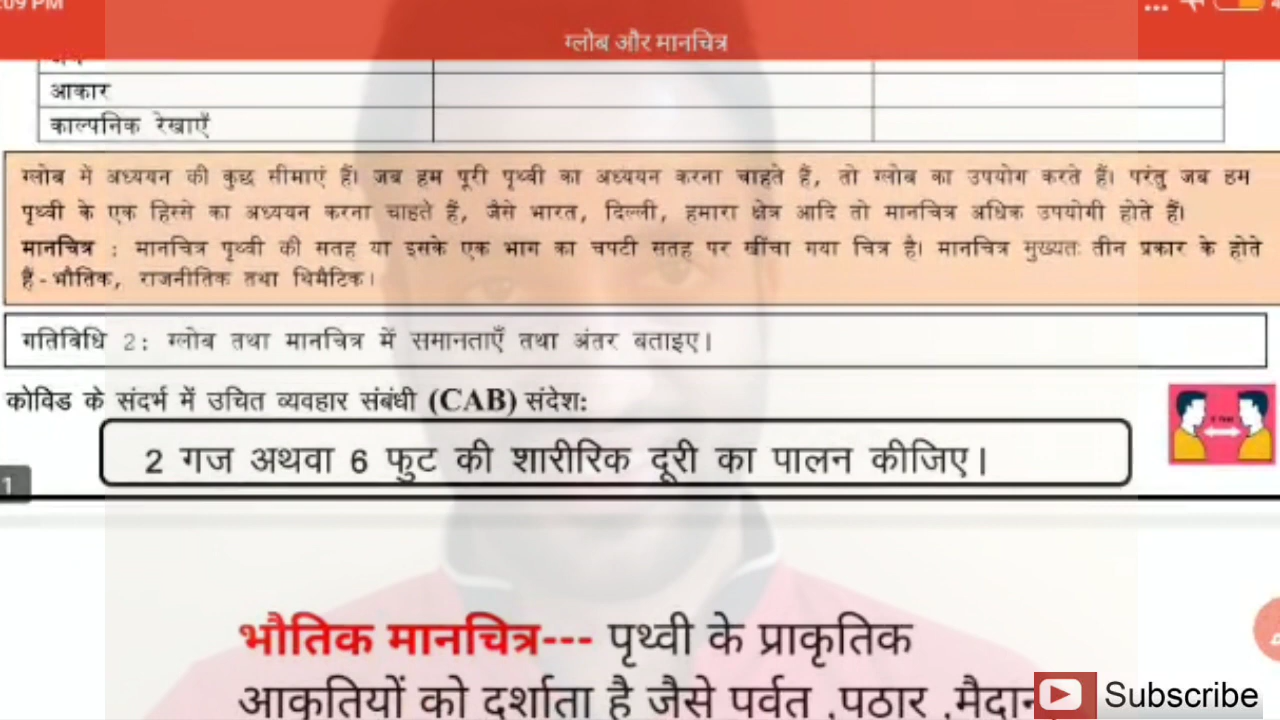 :09 PM
ग्लोब और मानचित्र
आकार
काल्पनिक रेखाएँ
ग्लोब में अध्ययन की कुछ सीमाएं हैं। जब हम पूरी पृथ्वी का अध्ययन करना चाहते हैं, तो ग्लोब का उपयोग करते हैं। परंतु जब हम
पृथ्वी के एक हिस्से का अध्ययन करना चाहते हैं, जैसे भारत, दिल्ली, हमारा क्षेत्र आदि तो मानचित्र अधिक उपयोगी होते हैं।
मानचित्र : मानचित्र पृथ्वी की सतह या इसके एक भाग का चपटी सतह पर खींचा गया चित्र है। मानचित्र मुख्यतः तीन प्रकार के होते
हैं - भौतिक, राजनीतिक तथा थिमैटिक।
गतिविधि 2: ग्लोब तथा मानचित्र में समानताएँ तथा अंतर बताइए।
कोविड के संदर्भ में उचित व्यवहार संबंधी (CAB) संदेश:
2 गज अथवा 6 फुट की शारीरिक दूरी का पालन कीजिए।
1
भौतिक मानचित्र--- पृथ्वी के प्राकृतिक
आकृतियों को दर्शाता है जैसे पर्वत ,पठार ,मैदान
Subscribe